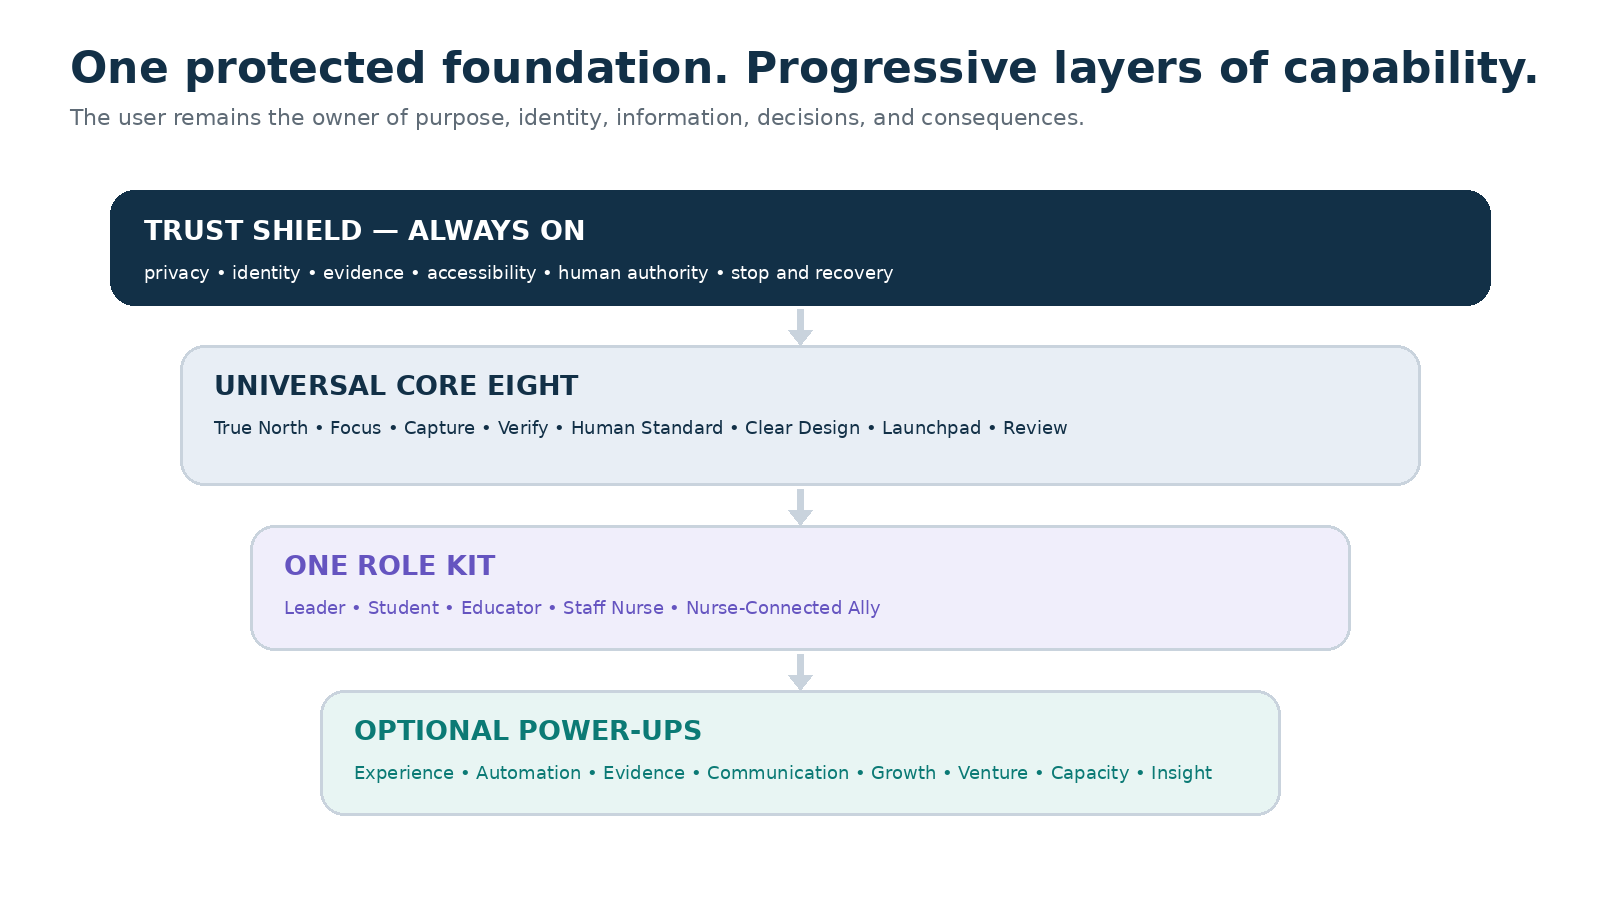 One protected foundation. Progressive layers of capability.
The user remains the owner of purpose, identity, information, decisions, and consequences.
TRUST SHIELD — ALWAYS ON
privacy • identity • evidence • accessibility • human authority • stop and recovery
UNIVERSAL CORE EIGHT
True North • Focus • Capture • Verify • Human Standard • Clear Design • Launchpad • Review
ONE ROLE KIT
Leader • Student • Educator • Staff Nurse • Nurse-Connected Ally
OPTIONAL POWER-UPS
Experience • Automation • Evidence • Communication • Growth • Venture • Capacity • Insight